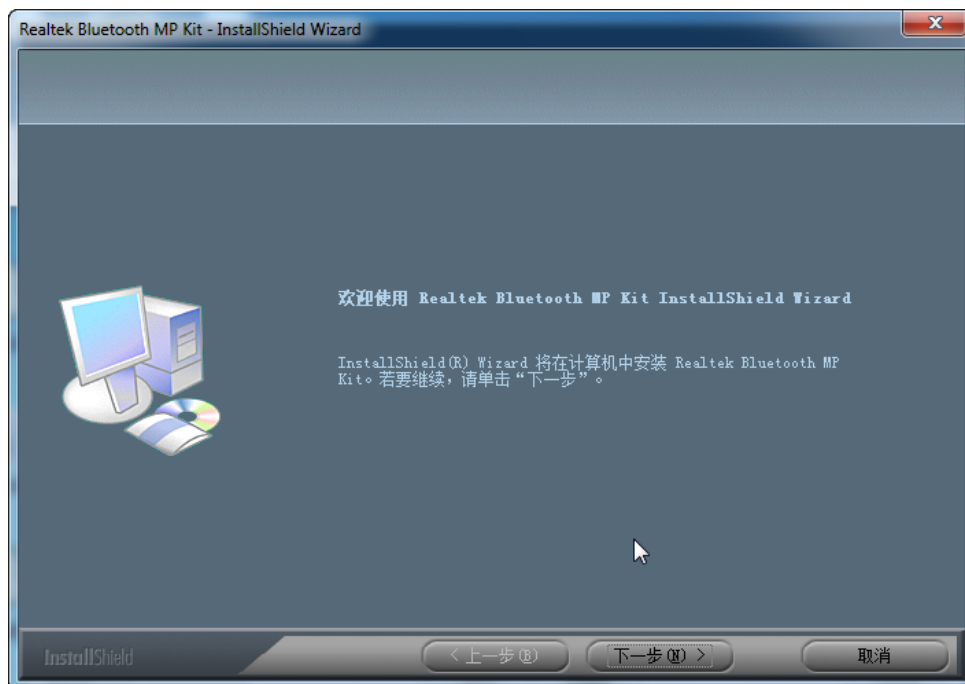 Realtek Bluetooth MP Kit - InstallShield Wizard
欢迎使用 Realtek Bluetooth MP Kit InstallShield Wizard
InstallShield(R) Wizard 将在计算机中安装 Realtek Bluetooth MP
Kit。若要继续，请单击“下一步”。
InstallShield
< 上一步(B)
下一步(N) >
取消